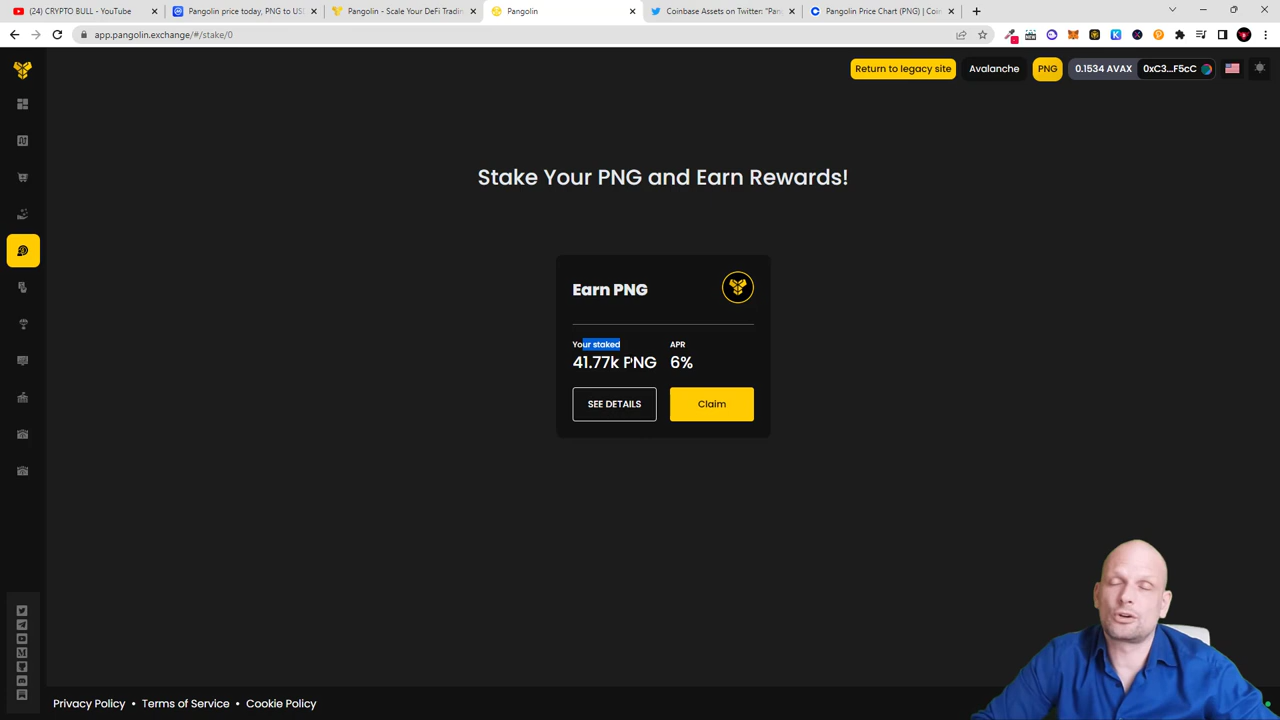 (24) CRYPTO BULL - YouTube
Pangolin price today, PNG to US
Pangolin - Scale Your DeFi Tradin
Pangolin
Coinbase Assets on Twitter: "Pan
Pangolin Price Chart (PNG) | Coin
app.pangolin.exchange/#/stake/0
Return to legacy site
Avalanche
PNG
0.1534 AVAX
0xC3...F5cC
Stake Your PNG and Earn Rewards!
Earn PNG
Your staked
APR
41.77k PNG
6%
SEE DETAILS
Claim
Privacy Policy • Terms of Service • Cookie Policy